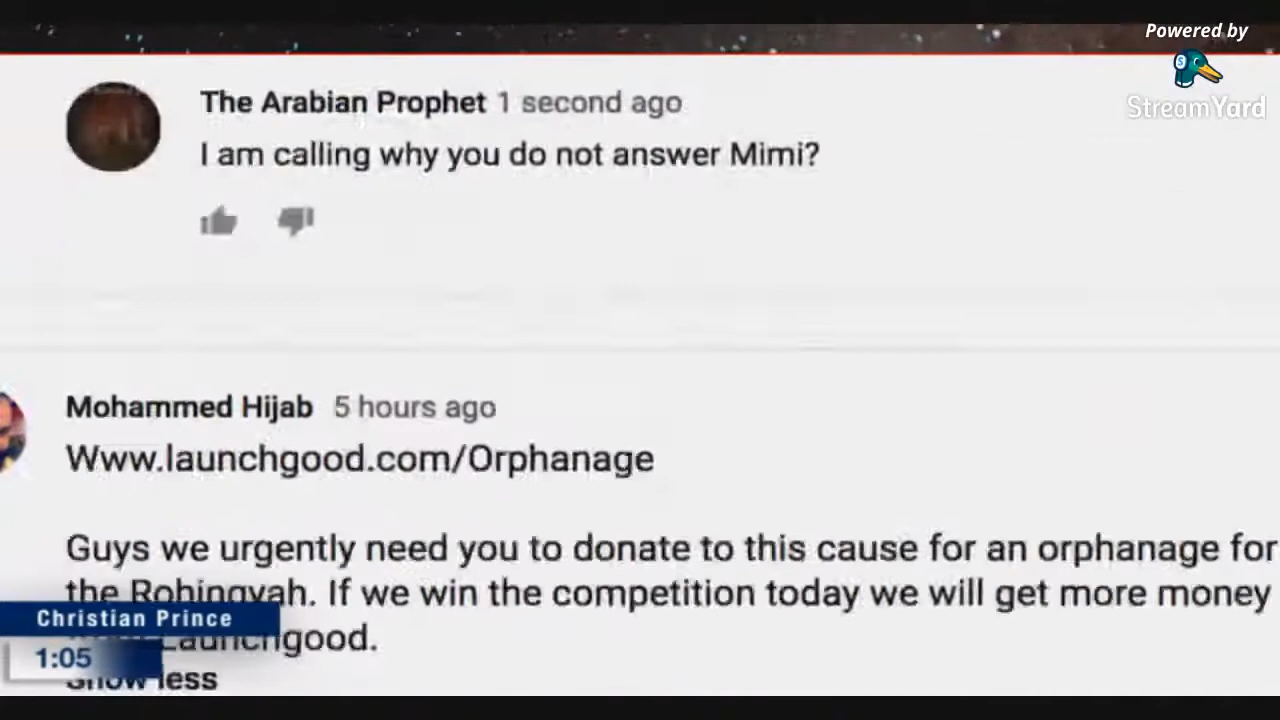 Powered by
StreamYard
The Arabian Prophet 1 second ago
I am calling why you do not answer Mimi?
Mohammed Hijab 5 hours ago
Www.launchgood.com/Orphanage
Guys we urgently need you to donate to this cause for an orphanage for
the Rohingyah. If we win the competition today we will get more money
Launchgood.
Christian Prince
1:05
Show less